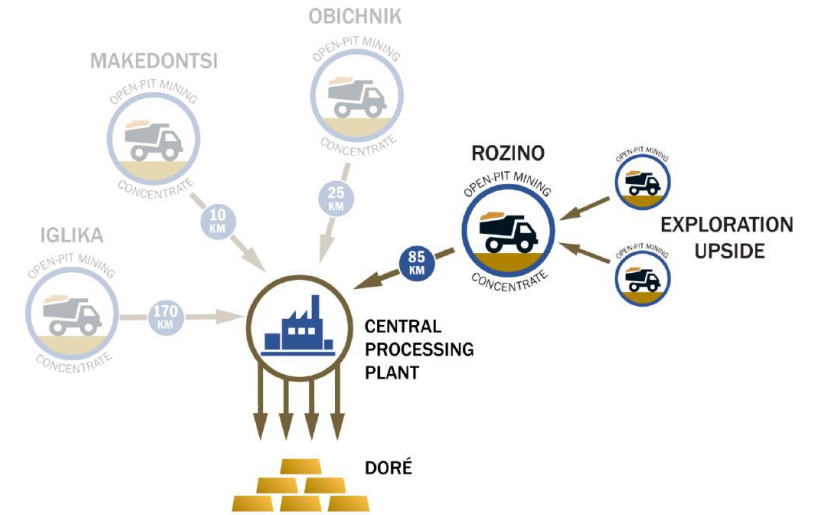 OBICHNIK
OPEN-PIT MINING
CONCENTRATE
25
KM
MAKEDONTSI
OPEN-PIT MINING
CONCENTRATE
10
KM
ROZINO
OPEN-PIT MINING
CONCENTRATE
85
KM
OPEN-PIT MINING
OPEN-PIT MINING
EXPLORATION
UPSIDE
IGLIKA
OPEN-PIT MINING
CONCENTRATE
170
KM
CENTRAL
PROCESSING
PLANT
DORÉ